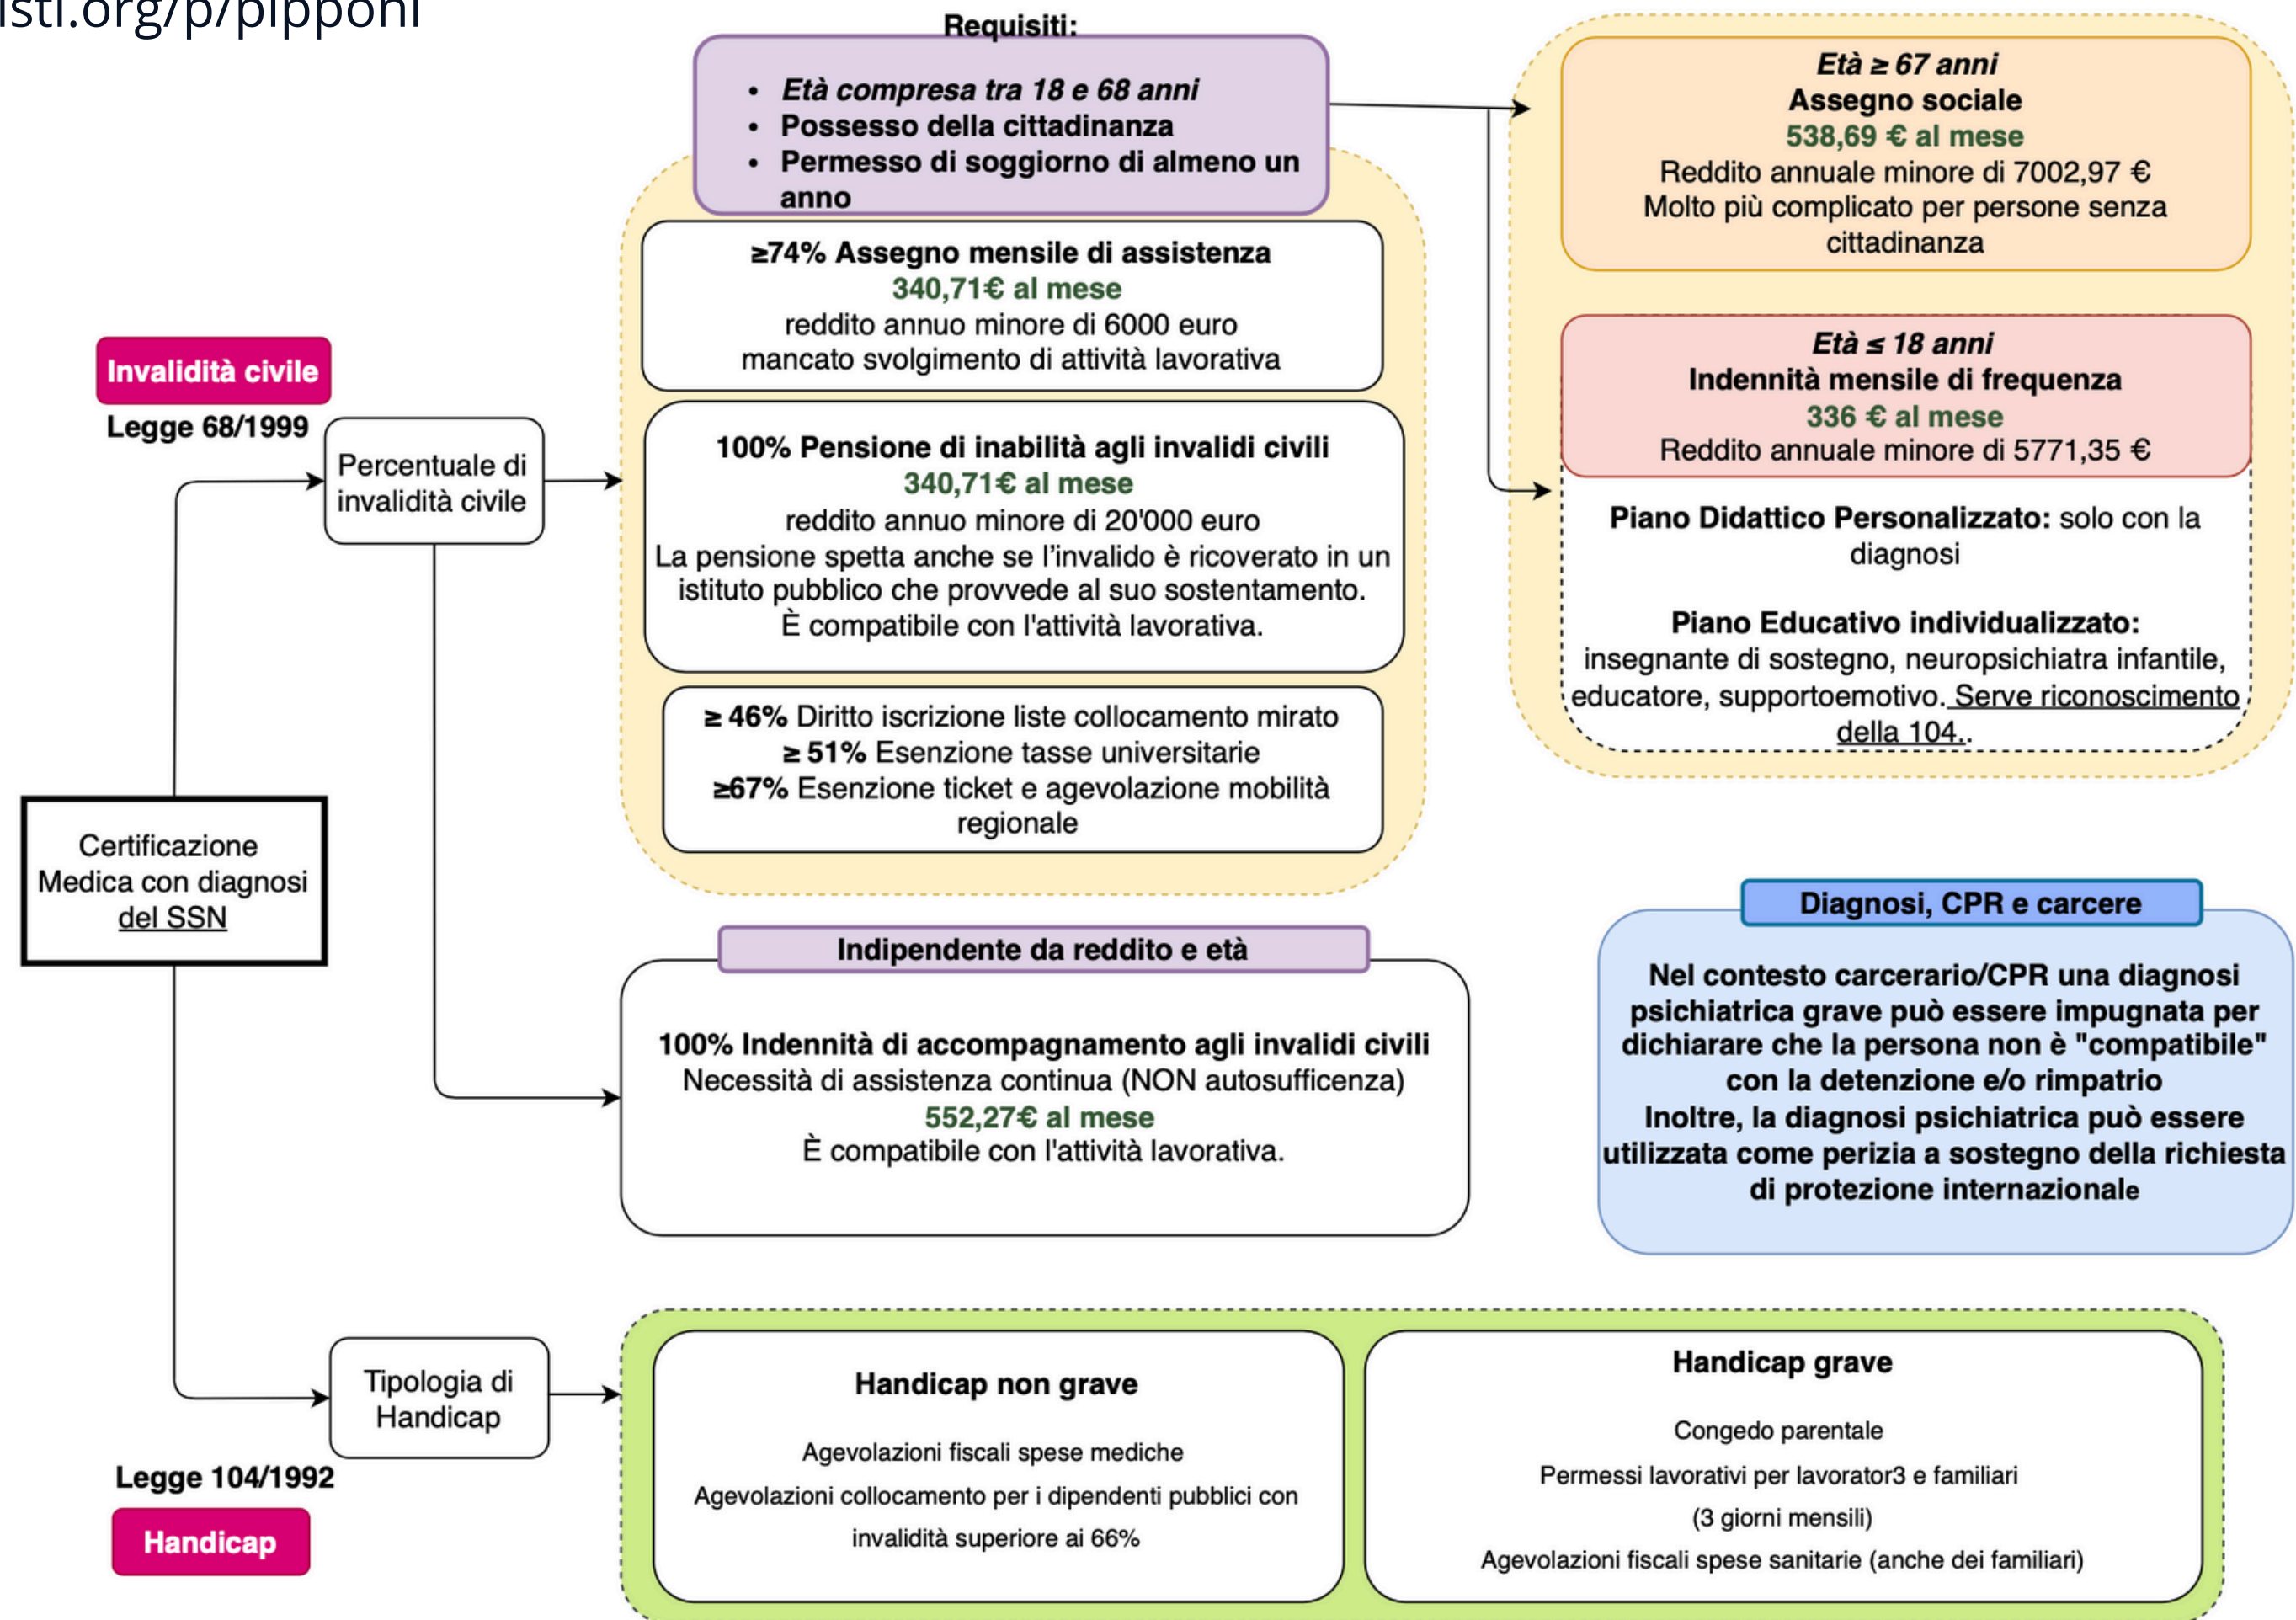 isti.org/p/pipponi
Requisiti:
• Età compresa tra 18 e 68 anni
• Possesso della cittadinanza
• Permesso di soggiorno di almeno un
anno
≥74% Assegno mensile di assistenza
340,71€ al mese
reddito annuo minore di 6000 euro
mancato svolgimento di attività lavorativa
100% Pensione di inabilità agli invalidi civili
340,71€ al mese
reddito annuo minore di 20'000 euro
La pensione spetta anche se l'invalido è ricoverato in un
istituto pubblico che provvede al suo sostentamento.
È compatibile con l'attività lavorativa.
≥ 46% Diritto iscrizione liste collocamento mirato
≥ 51% Esenzione tasse universitarie
≥67% Esenzione ticket e agevolazione mobilità
regionale
Età ≥ 67 anni
Assegno sociale
538,69 € al mese
Reddito annuale minore di 7002,97 €
Molto più complicato per persone senza
cittadinanza
Età ≤ 18 anni
Indennità mensile di frequenza
336 € al mese
Reddito annuale minore di 5771,35 €
Piano Didattico Personalizzato: solo con la
diagnosi
Piano Educativo individualizzato:
insegnante di sostegno, neuropsichiatra infantile,
educatore, supportoemotivo. Serve riconoscimento
della 104..
Invalidità civile
Legge 68/1999
Percentuale di
invalidità civile
Certificazione
Medica con diagnosi
del SSN
Indipendente da reddito e età
100% Indennità di accompagnamento agli invalidi civili
Necessità di assistenza continua (NON autosufficenza)
552,27€ al mese
È compatibile con l'attività lavorativa.
Diagnosi, CPR e carcere
Nel contesto carcerario/CPR una diagnosi
psichiatrica grave può essere impugnata per
dichiarare che la persona non è "compatibile"
con la detenzione e/o rimpatrio
Inoltre, la diagnosi psichiatrica può essere
utilizzata come perizia a sostegno della richiesta
di protezione internazionale
Tipologia di
Handicap
Legge 104/1992
Handicap
Handicap non grave
Agevolazioni fiscali spese mediche
Agevolazioni collocamento per i dipendenti pubblici con
invalidità superiore ai 66%
Handicap grave
Congedo parentale
Permessi lavorativi per lavorator3 e familiari
(3 giorni mensili)
Agevolazioni fiscali spese sanitarie (anche dei familiari)